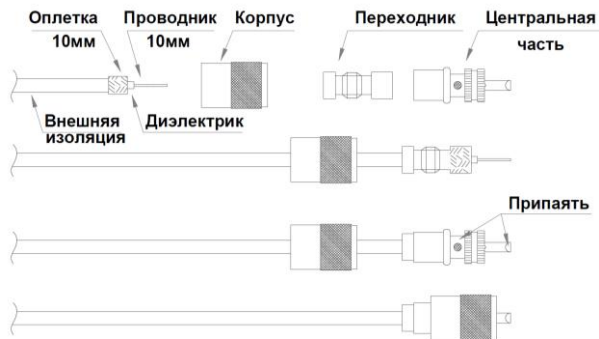 Оплетка
10мм
Проводник
10мм
Корпус
Переходник
Центральная
часть
Внешняя
изоляция
Диэлектрик
Припаять